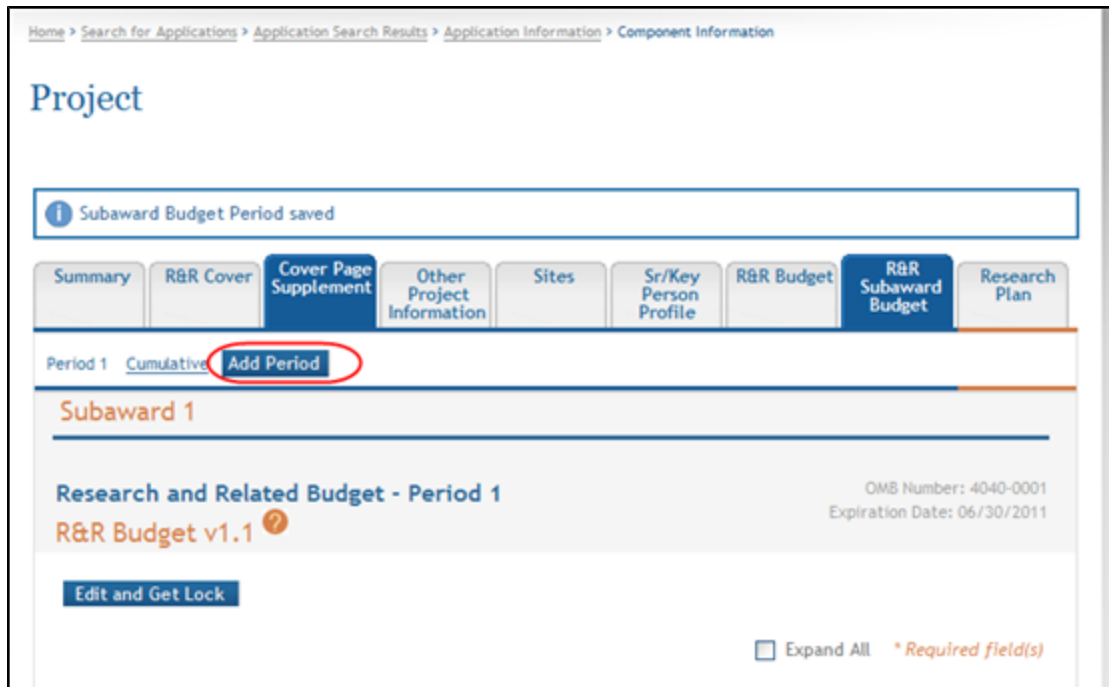 Home > Search for Applications > Application Search Results > Application Information > Component Information
Project
Subaward Budget Period saved
Summary
R&R Cover
Cover Page
Supplement
Other
Project
Information
Sites
Sr/Key
Person
Profile
R&R Budget
R&R
Subaward
Budget
Research
Plan
Period 1 Cumulative Add Period
Subaward 1
Research and Related Budget - Period 1
OMB Number: 4040-0001
Expiration Date: 06/30/2011
R&R Budget v1.1 ?
Edit and Get Lock
Expand All * Required field(s)